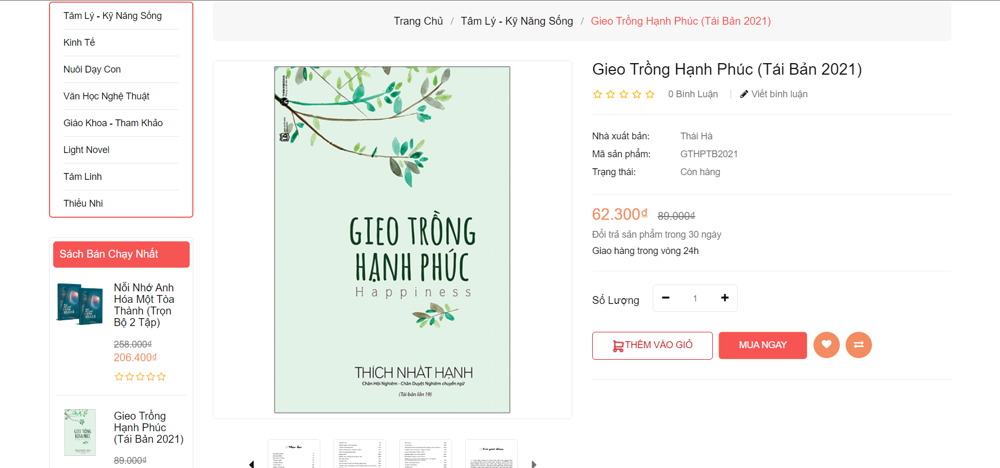 Tâm Lý - Kỹ Năng Sống
Kinh Tế
Nuôi Dạy Con
Văn Học Nghệ Thuật
Giáo Khoa - Tham Khảo
Light Novel
Tâm Linh
Thiếu Nhi
Sách Bán Chạy Nhất
Nỗi Nhớ Anh
Hóa Một Tòa
Thành (Trọn
Bộ 2 Tập)
258.000₫
206.400₫
Gieo Trồng
Hạnh Phúc
(Tái Bản 2021)
89.000₫
Trang Chủ / Tâm Lý - Kỹ Năng Sống / Gieo Trồng Hạnh Phúc (Tái Bản 2021)
GIEO TRỒNG
HẠNH PHÚC
Happiness
THÍCH NHẤT HẠNH
Chân Hội Nghiêm - Chân Duyệt Nghiêm chuyển ngữ
(Tái bản lần 19)
Mục lục
Lời giới thiệu
Gieo Trồng Hạnh Phúc (Tái Bản 2021)
0 Bình Luận | Viết bình luận
Nhà xuất bản: Thái Hà
Mã sản phẩm: GTHPTB2021
Trạng thái: Còn hàng
62.300₫ 89.000₫
Đổi trả sản phẩm trong 30 ngày
Giao hàng trong vòng 24h
Số Lượng 1
THÊM VÀO GIỎ MUA NGAY